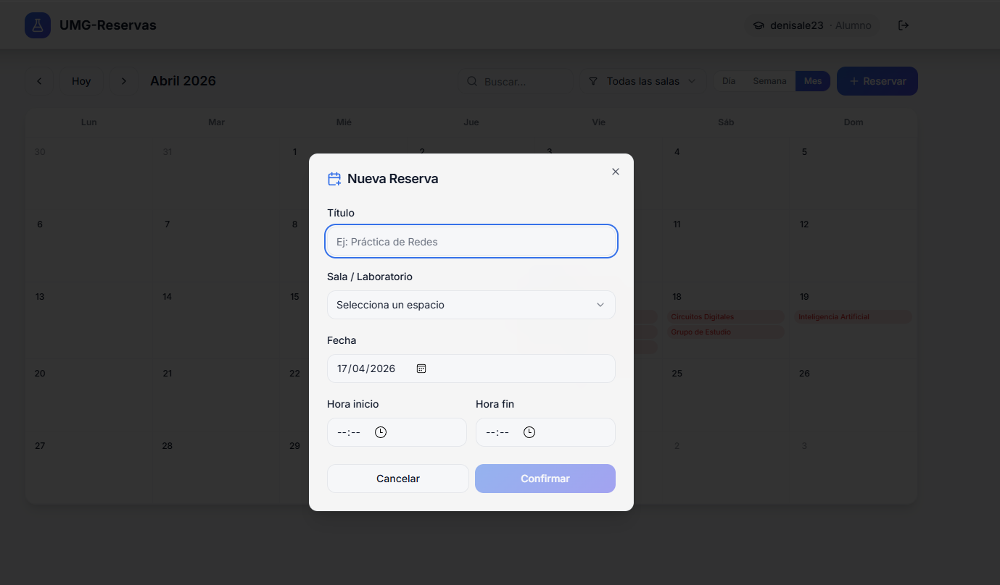 UMG-Reservas
denisale23 · Alumno
Hoy
Abril 2026
Buscar...
Todas las salas
Día
Semana
Mes
+ Reservar
Lun Mar Mié Jue Vie Sáb Dom
30 31 1 2 3 4 5
Nueva Reserva
Título
Ej: Práctica de Redes
Sala / Laboratorio
Selecciona un espacio
Fecha
17/04/2026
Hora inicio Hora fin
--:-- --:--
Cancelar Confirmar
6 7 8 11 12
13 14 15 18 19
Circuitos Digitales Inteligencia Artificial
Grupo de Estudio
20 21 22 25 26
27 28 29 2 3